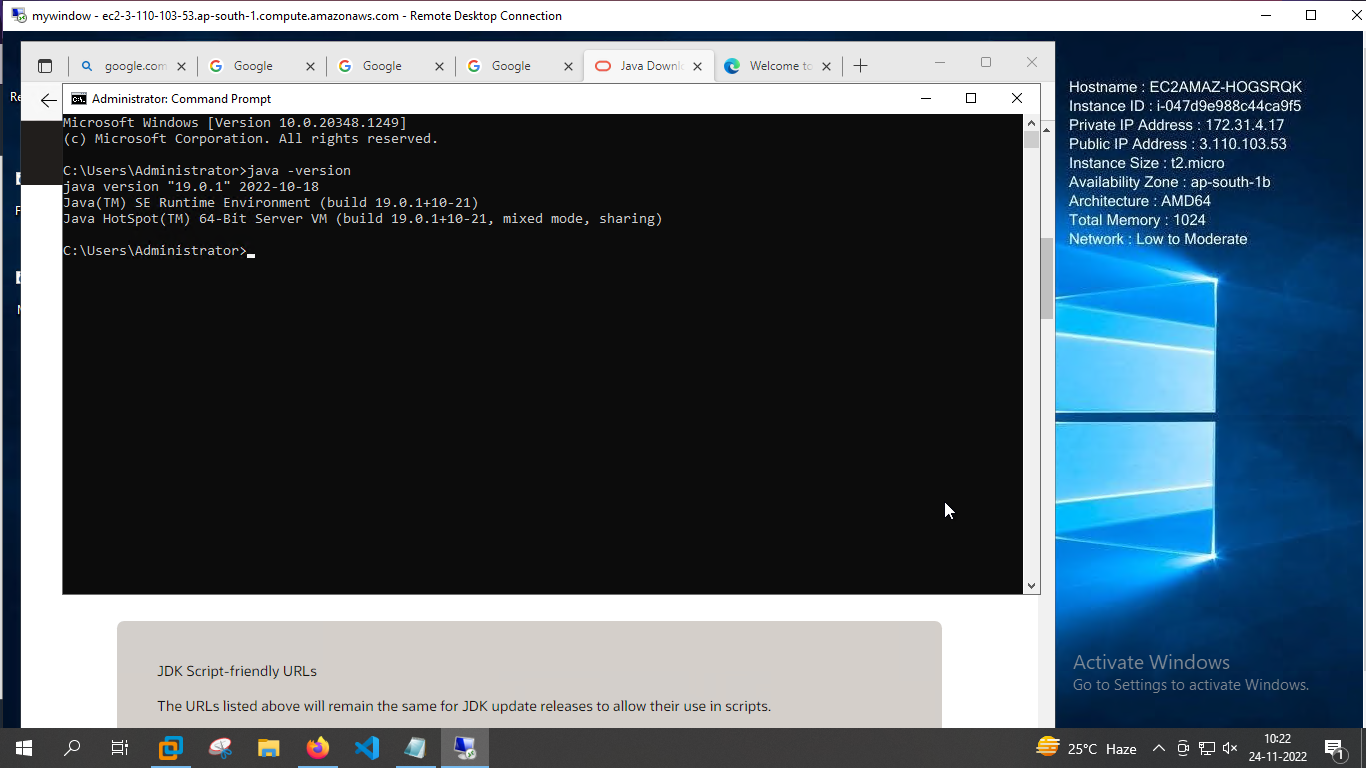 mywindow - ec2-3-110-103-53.ap-south-1.compute.amazonaws.com - Remote Desktop Connection
google.com
Google
Google
Google
Java Downl
Welcome to
Re
Administrator: Command Prompt
Microsoft Windows [Version 10.0.20348.1249]
(c) Microsoft Corporation. All rights reserved.
C:\Users\Administrator>java -version
java version "19.0.1" 2022-10-18
Java(TM) SE Runtime Environment (build 19.0.1+10-21)
Java HotSpot(TM) 64-Bit Server VM (build 19.0.1+10-21, mixed mode, sharing)
C:\Users\Administrator>
Hostname : EC2AMAZ-HOGSRQK
Instance ID : i-047d9e988c44ca9f5
Private IP Address : 172.31.4.17
Public IP Address : 3.110.103.53
Instance Size : t2.micro
Availability Zone : ap-south-1b
Architecture : AMD64
Total Memory : 1024
Network : Low to Moderate
JDK Script-friendly URLs
The URLs listed above will remain the same for JDK update releases to allow their use in scripts.
Activate Windows
Go to Settings to activate Windows.
25°C Haze
10:22
24-11-2022
1